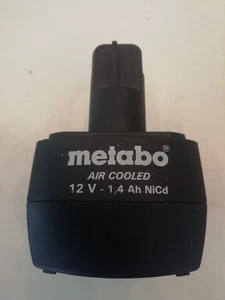 metabo®
AIR COOLED
12 V - 1,4 Ah NiCd